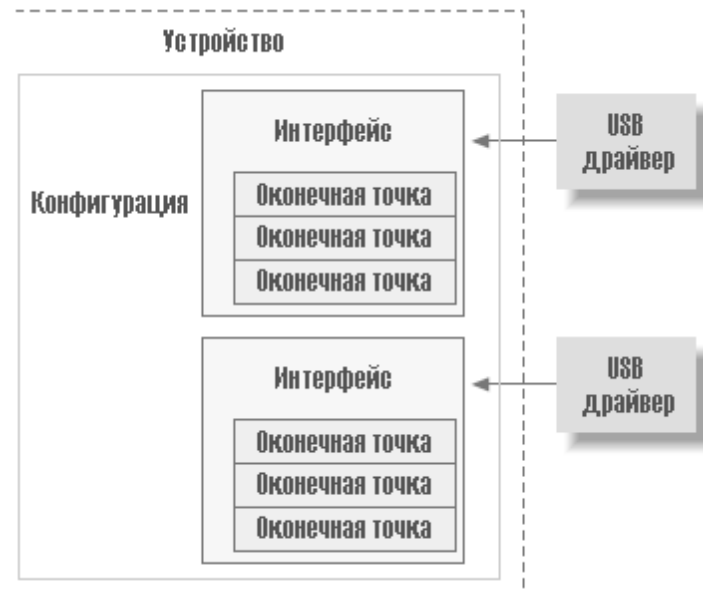 Устройство
Интерфейс
USB
драйвер
Конфигурация
Оконечная точка
Оконечная точка
Оконечная точка
Интерфейс
USB
драйвер
Оконечная точка
Оконечная точка
Оконечная точка